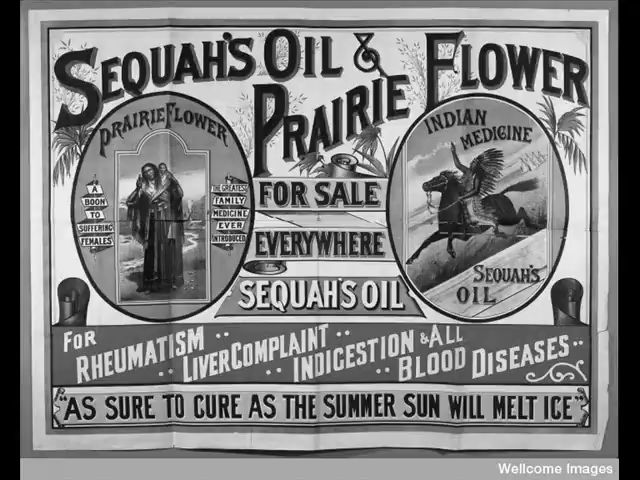 SEQUAH'S OIL &
PRAIRIE FLOWER
PRAIRIE FLOWER
A
BOON
TO
SUFFERING
FEMALES
THE GREATEST
FAMILY
MEDICINE
EVER
INTRODUCED
FOR SALE
EVERYWHERE
SEQUAH'S OIL
INDIAN
MEDICINE
SEQUAH'S
OIL
FOR
RHEUMATISM ··
·· LIVER COMPLAINT ··
·· INDIGESTION & ALL
·· BLOOD DISEASES ··
"AS SURE TO CURE AS THE SUMMER SUN WILL MELT ICE"
Wellcome Images